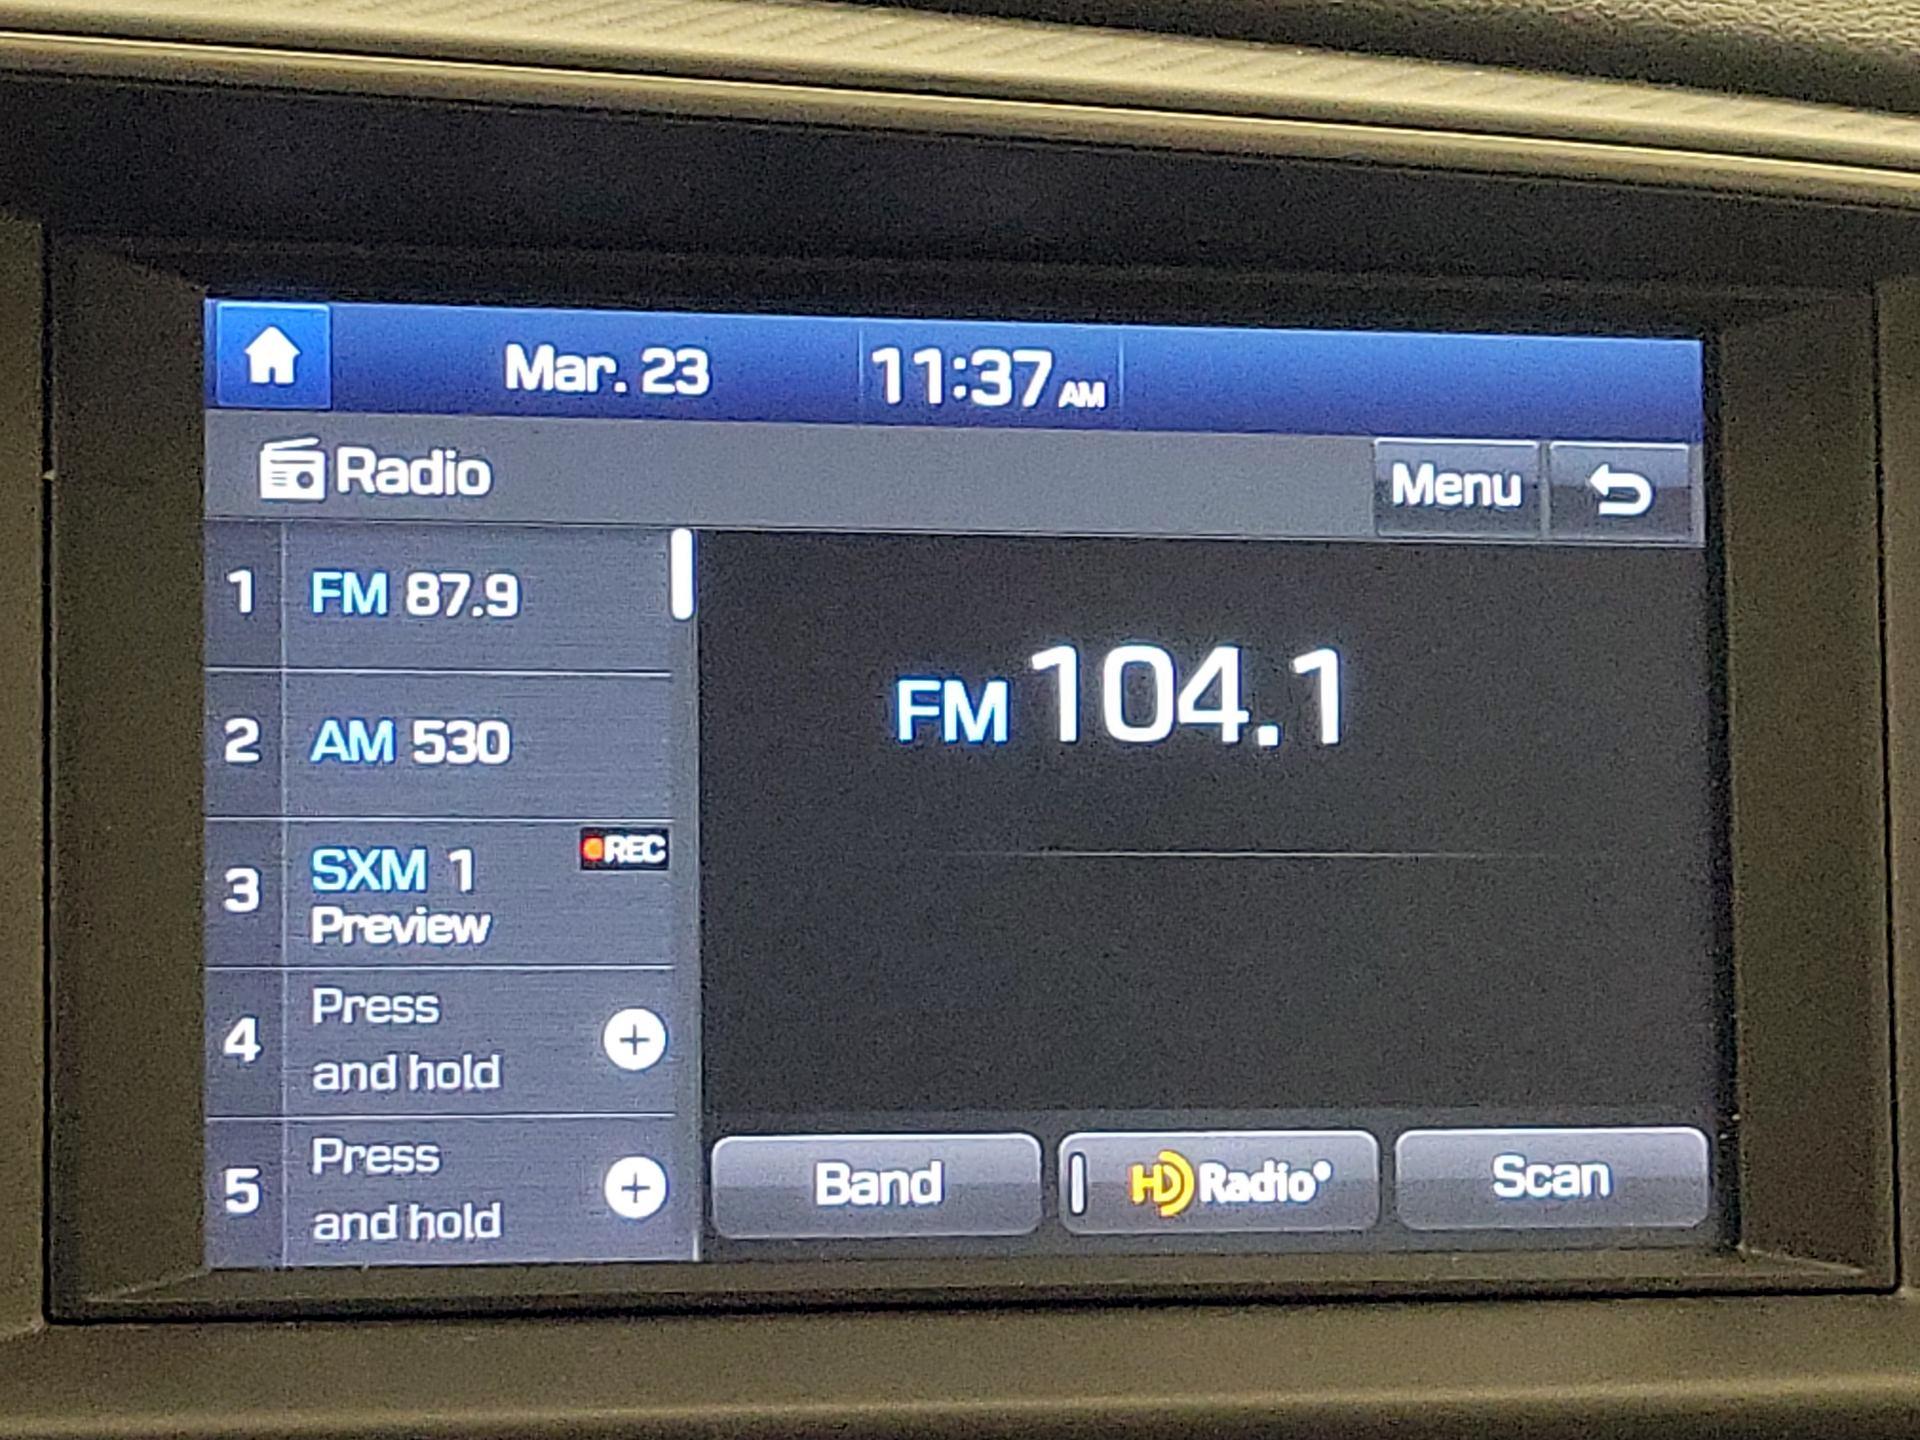 Mar. 23 11:37 AM
Radio Menu
1 FM 87.9
2 AM 530
3 SXM 1 REC
Preview
4 Press
and hold
5 Press
and hold
FM 104.1
Band HD Radio Scan